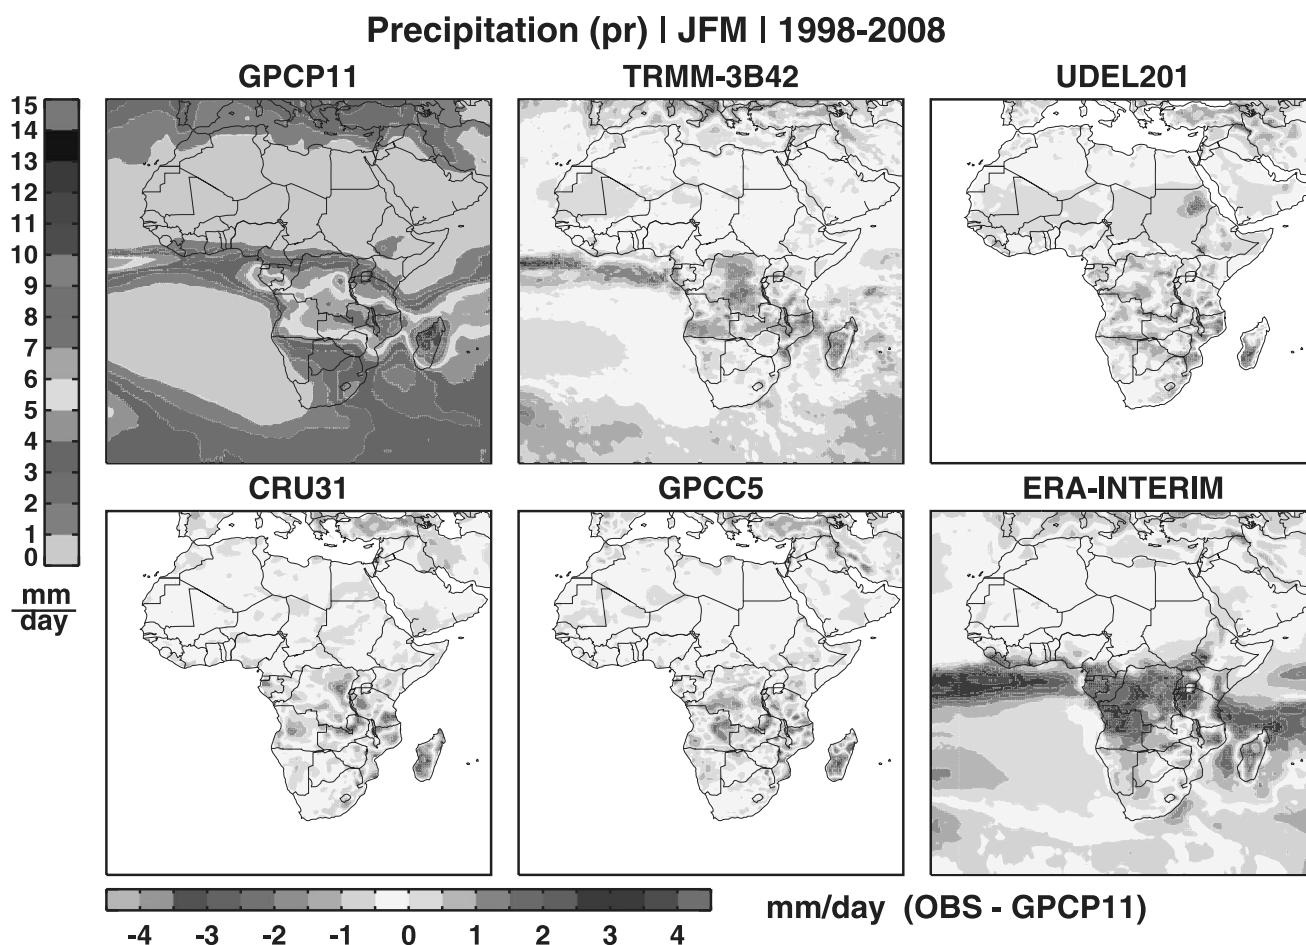 Precipitation (pr) | JFM | 1998-2008
GPCP11
TRMM-3B42
UDEL201
15
14
13
12
11
10
9
8
7
6
5
4
3
2
1
0
mm
day
CRU31
GPCC5
ERA-INTERIM
-4 -3 -2 -1 0 1 2 3 4
mm/day (OBS - GPCP11)